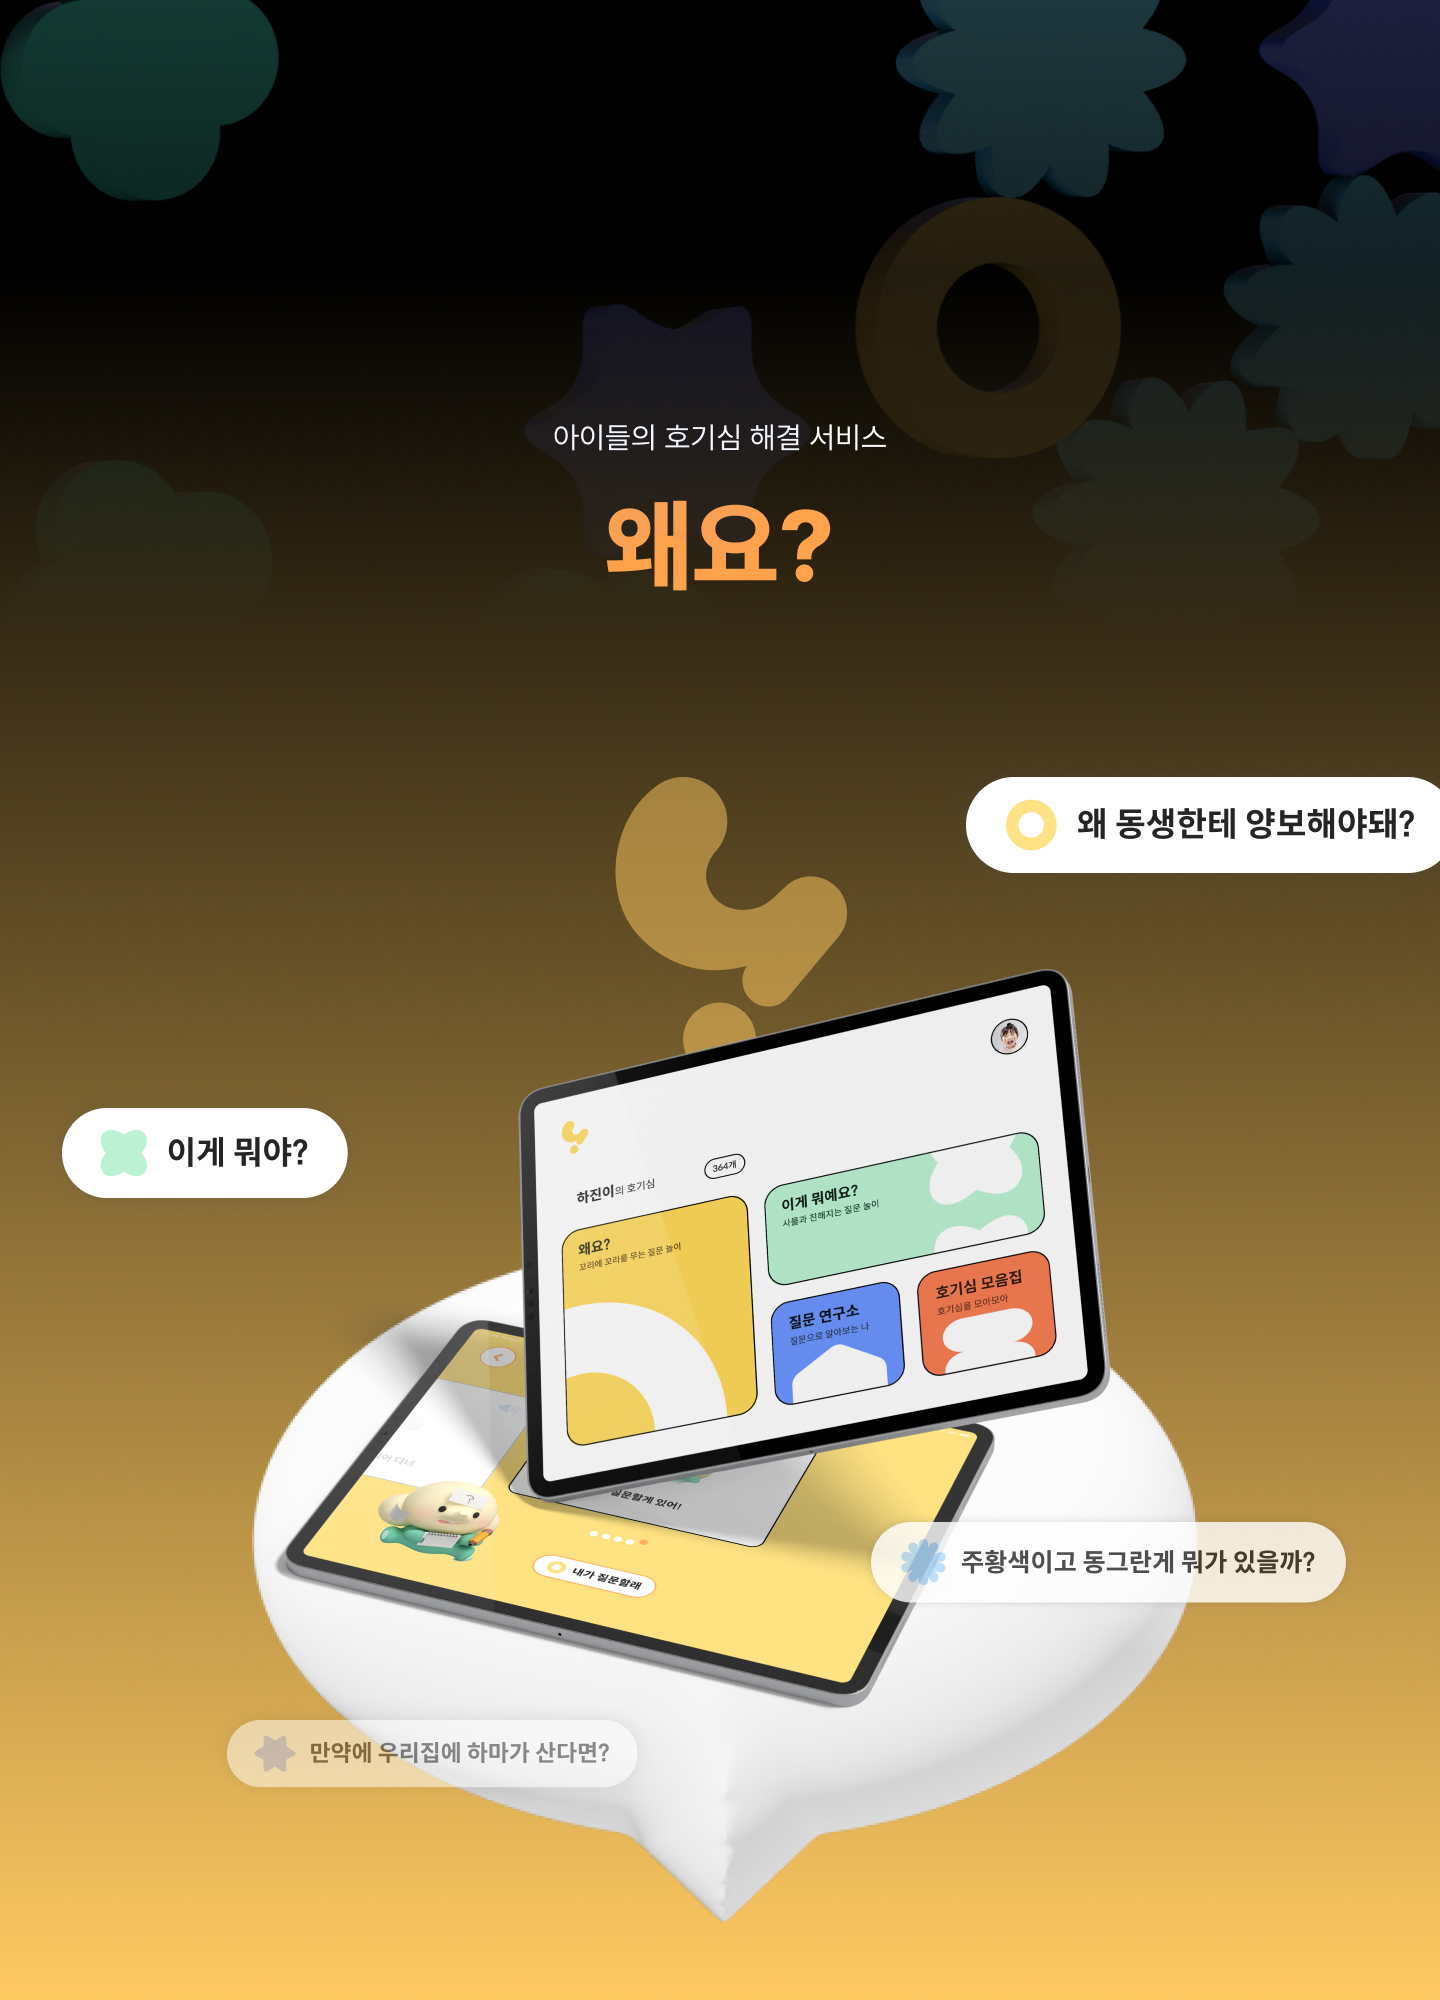 아이들의 호기심 해결 서비스
왜요?
왜 동생한테 양보해야돼?
이게 뭐야?
364개
하진이의 호기심
왜요?
꼬리에 꼬리를 무는 질문 놀이
이게 뭐예요?
사물과 친해지는 질문 놀이
질문 연구소
질문으로 알아보는 나
호기심 모음집
호기심을 모아모아
다녀
?
질문할게 있어!
내가 질문할래
주황색이고 동그란게 뭐가 있을까?
만약에 우리집에 하마가 산다면?